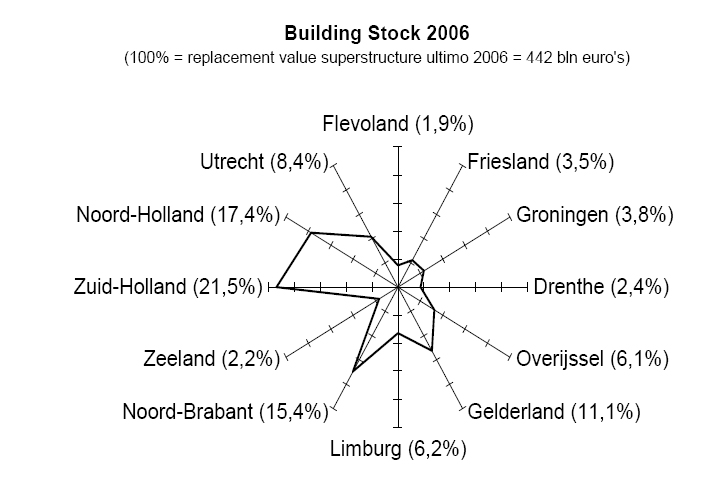 Building Stock 2006
(100% = replacement value superstructure ultimo 2006 = 442 bln euro's)
Flevoland (1,9%)
Utrecht (8,4%)
Friesland (3,5%)
Noord-Holland (17,4%)
Groningen (3,8%)
Zuid-Holland (21,5%)
Drenthe (2,4%)
Zeeland (2,2%)
Overijssel (6,1%)
Noord-Brabant (15,4%)
Gelderland (11,1%)
Limburg (6,2%)